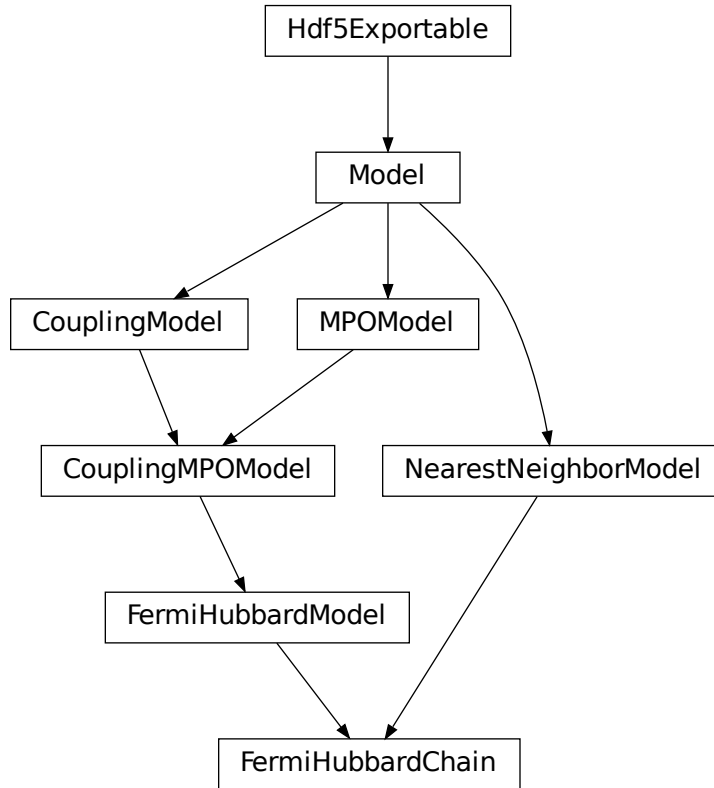 Hdf5Exportable
Model
CouplingModel
MPOModel
CouplingMPOModel
NearestNeighborModel
FermiHubbardModel
FermiHubbardChain